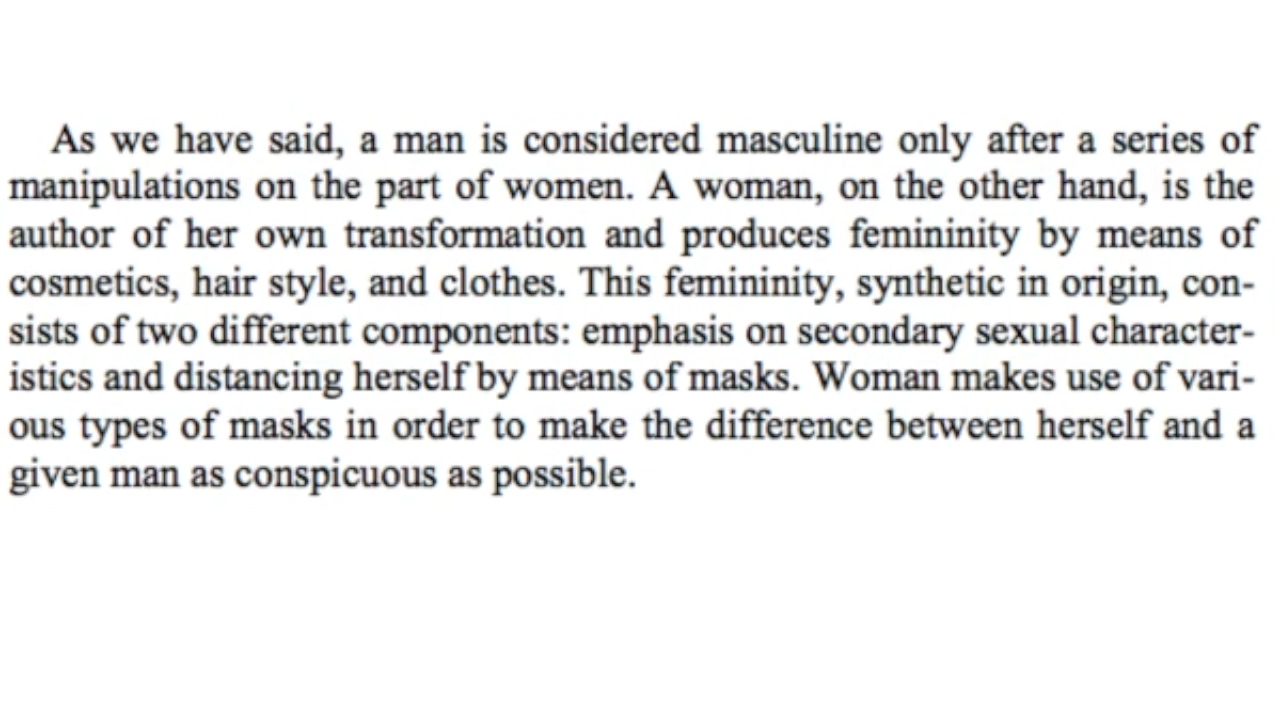 As we have said, a man is considered masculine only after a series of
manipulations on the part of women. A woman, on the other hand, is the
author of her own transformation and produces femininity by means of
cosmetics, hair style, and clothes. This femininity, synthetic in origin, con-
sists of two different components: emphasis on secondary sexual character-
istics and distancing herself by means of masks. Woman makes use of vari-
ous types of masks in order to make the difference between herself and a
given man as conspicuous as possible.